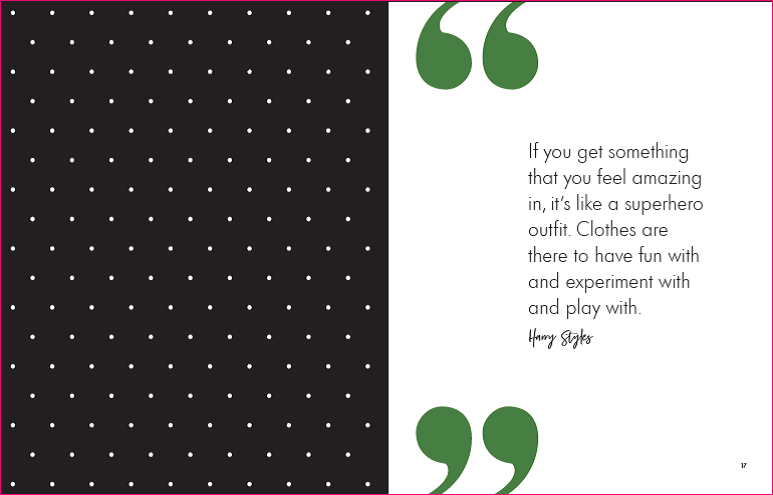 If you get something
that you feel amazing
in, it’s like a superhero
outfit. Clothes are
there to have fun with
and experiment with
and play with.
Harry Styles
17